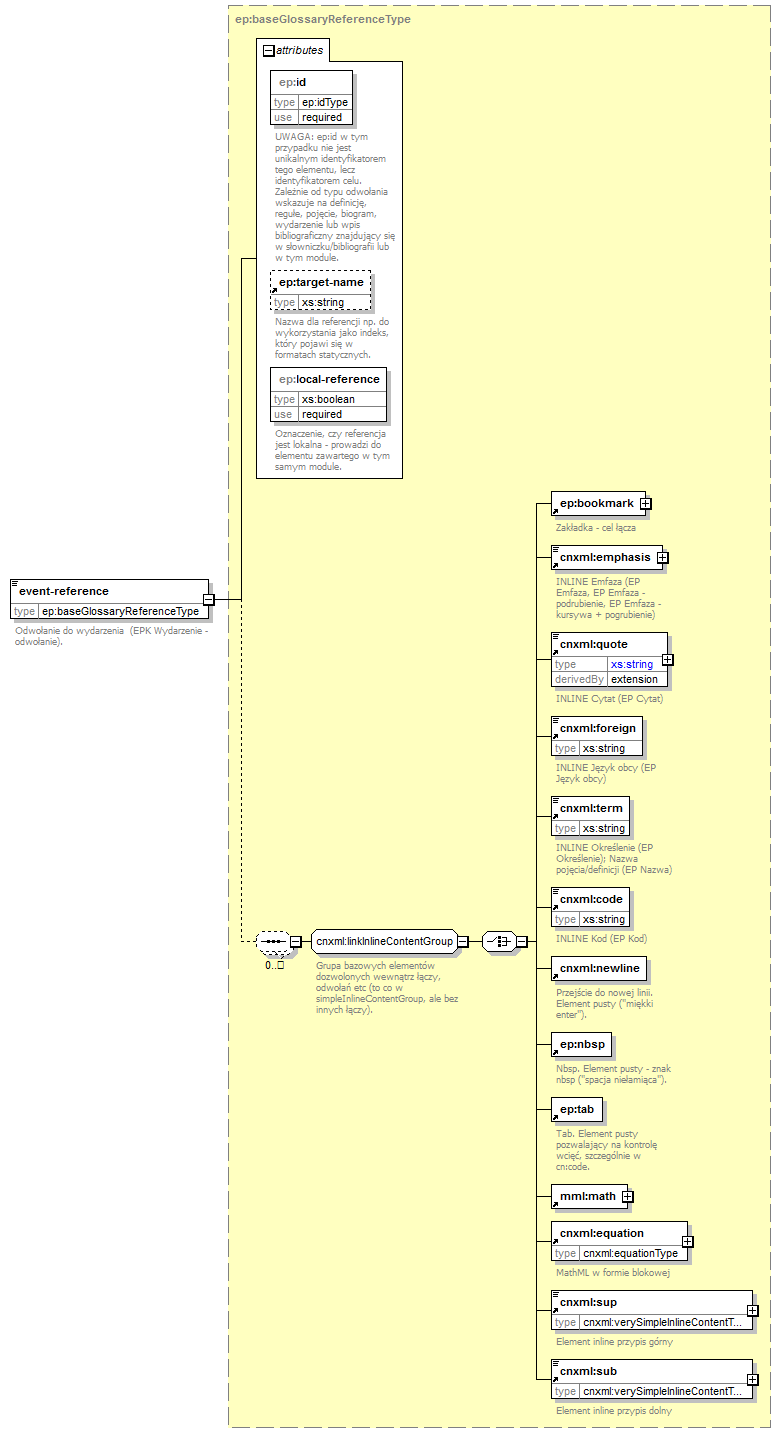 ep:baseGlossaryReferenceType
attributes
ep:id
type ep:idType
use required
UWAGA: ep:id w tym
przypadku nie jest
unikalnym identyfikatorem
tego elementu, lecz
identyfikatorem celu.
Zależnie od typu odwołania
wskazuje na definicję,
regułę, pojęcie, biogram,
wydarzenie lub wpis
bibliograficzny znajdujący się
w słowniczku/bibliografii lub
w tym module.
ep:target-name
type xs:string
Nazwa dla referencji np. do
wykorzystania jako indeks,
który pojawi się w
formatach statycznych.
ep:local-reference
type xs:boolean
use required
Oznaczenie, czy referencja
jest lokalna - prowadzi do
elementu zawartego w tym
samym module.
event-reference
type ep:baseGlossaryReferenceType
Odwołanie do wydarzenia (EPK Wydarzenie -
odwołanie).
0..□
cnxml:linkInlineContentGroup
Grupa bazowych elementów
dozwolonych wewnątrz łączy,
odwołań etc (to co w
simpleInlineContentGroup, ale bez
innych łączy).
ep:bookmark
Zakładka - cel łącza
cnxml:emphasis
INLINE Emfaza (EP
Emfaza, EP Emfaza -
podrubienie, EP Emfaza -
kursywa + pogrubienie)
cnxml:quote
type xs:string
derivedBy extension
INLINE Cytat (EP Cytat)
cnxml:foreign
type xs:string
INLINE Język obcy (EP
Język obcy)
cnxml:term
type xs:string
INLINE Określenie (EP
Określenie); Nazwa
pojęcia/definicji (EP Nazwa)
cnxml:code
type xs:string
INLINE Kod (EP Kod)
cnxml:newline
Przejście do nowej linii.
Element pusty ("miękki
enter").
ep:nbsp
Nbsp. Element pusty - znak
nbsp ("spacja niełamiąca").
ep:tab
Tab. Element pusty
pozwalający na kontrolę
wcięć, szczególnie w
cn:code.
mml:math
cnxml:equation
type cnxml:equationType
MathML w formie blokowej
cnxml:sup
type cnxml:verySimpleInlineContentT...
Element inline przypis górny
cnxml:sub
type cnxml:verySimpleInlineContentT...
Element inline przypis dolny